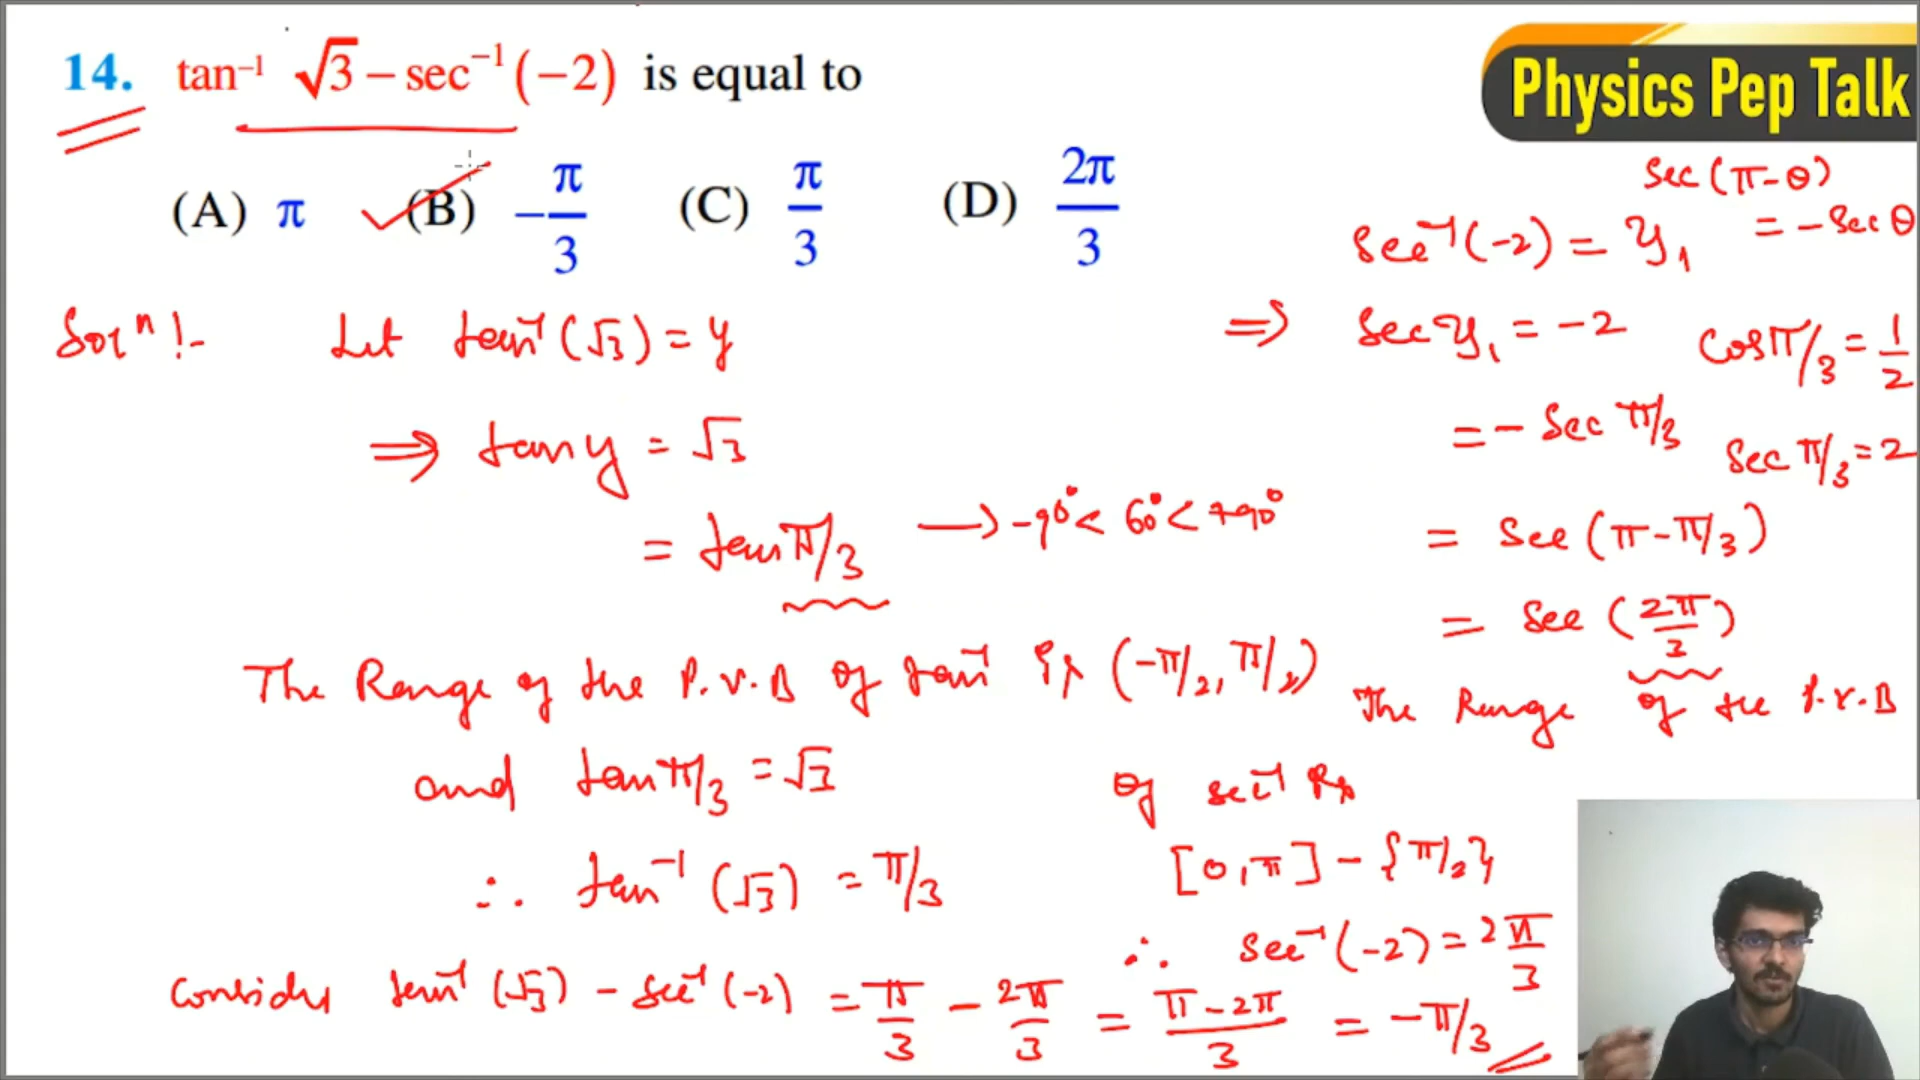 14. tan⁻¹ √3 − sec⁻¹(−2) is equal to
Physics Pep Talk
(A) π (B) −π/3 (C) π/3 (D) 2π/3
Solⁿ :- Let tan⁻¹(√3) = y
⇒ tan y = √3
= tan π/3 → -90° < 60° < +90°
The Range of the P.V.B of tan⁻¹ is (-π/2, π/2)
and tan π/3 = √3
∴ tan⁻¹(√3) = π/3
sec(π-θ)
= -sec θ
sec⁻¹(-2) = y₁
⇒ sec y₁ = -2
cos π/3 = 1/2
= - sec π/3
sec π/3 = 2
= sec(π-π/3)
= sec(2π/3)
The Range of the P.V.B
of sec⁻¹ is
[0,π] - {π/2}
∴ sec⁻¹(-2) = 2π/3
Consider tan⁻¹(√3) - sec⁻¹(-2) = π/3 - 2π/3 = π-2π/3 = -π/3